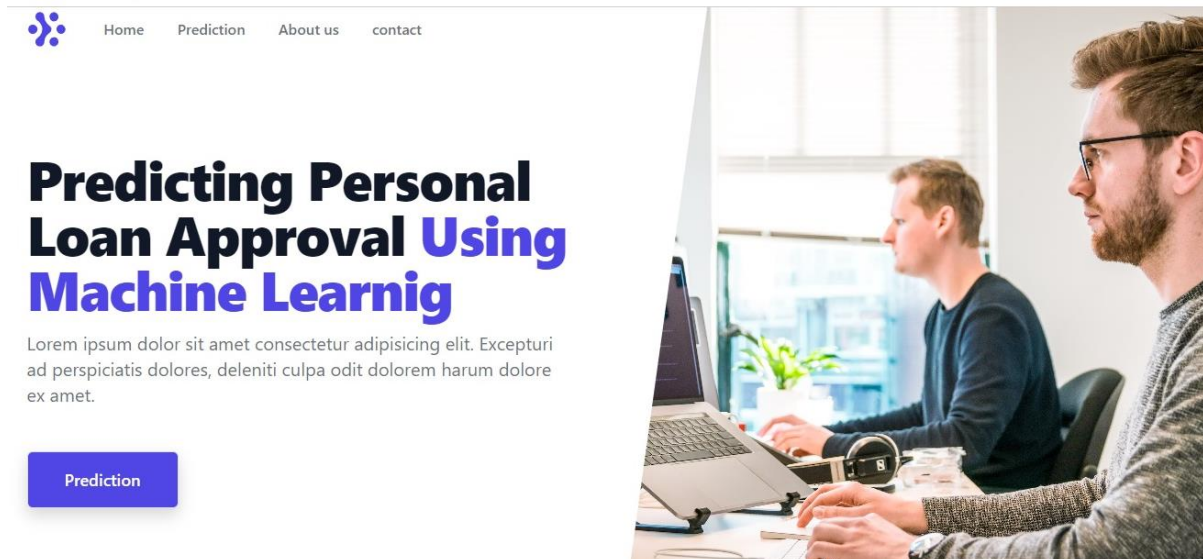 Home Prediction About us contact
Predicting Personal
Loan Approval Using
Machine Learnig
Lorem ipsum dolor sit amet consectetur adipisicing elit. Excepturi
ad perspiciatis dolores, deleniti culpa odit dolorem harum dolore
ex amet.
Prediction